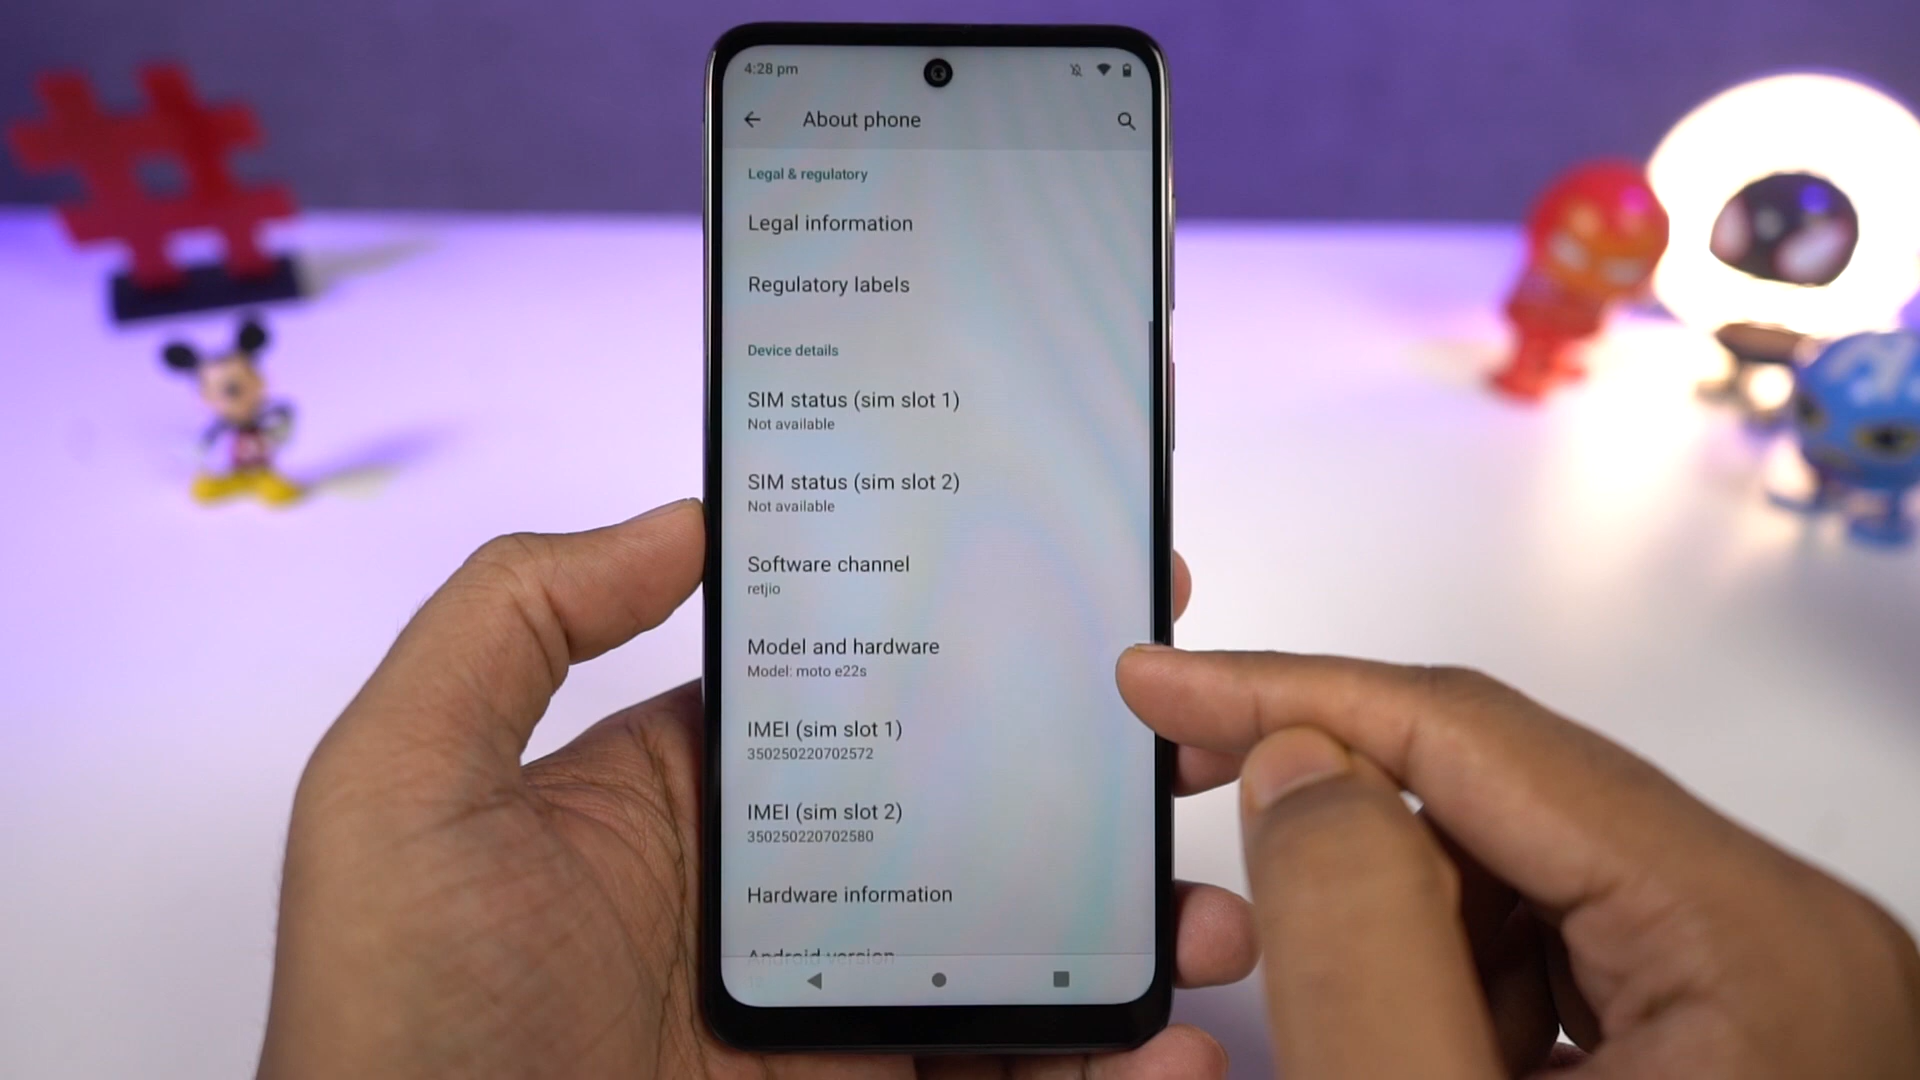 4:28 pm
About phone
Legal & regulatory
Legal information
Regulatory labels
Device details
SIM status (sim slot 1)
Not available
SIM status (sim slot 2)
Not available
Software channel
retjio
Model and hardware
Model: moto e22s
IMEI (sim slot 1)
350250220702572
IMEI (sim slot 2)
350250220702580
Hardware information
Android version